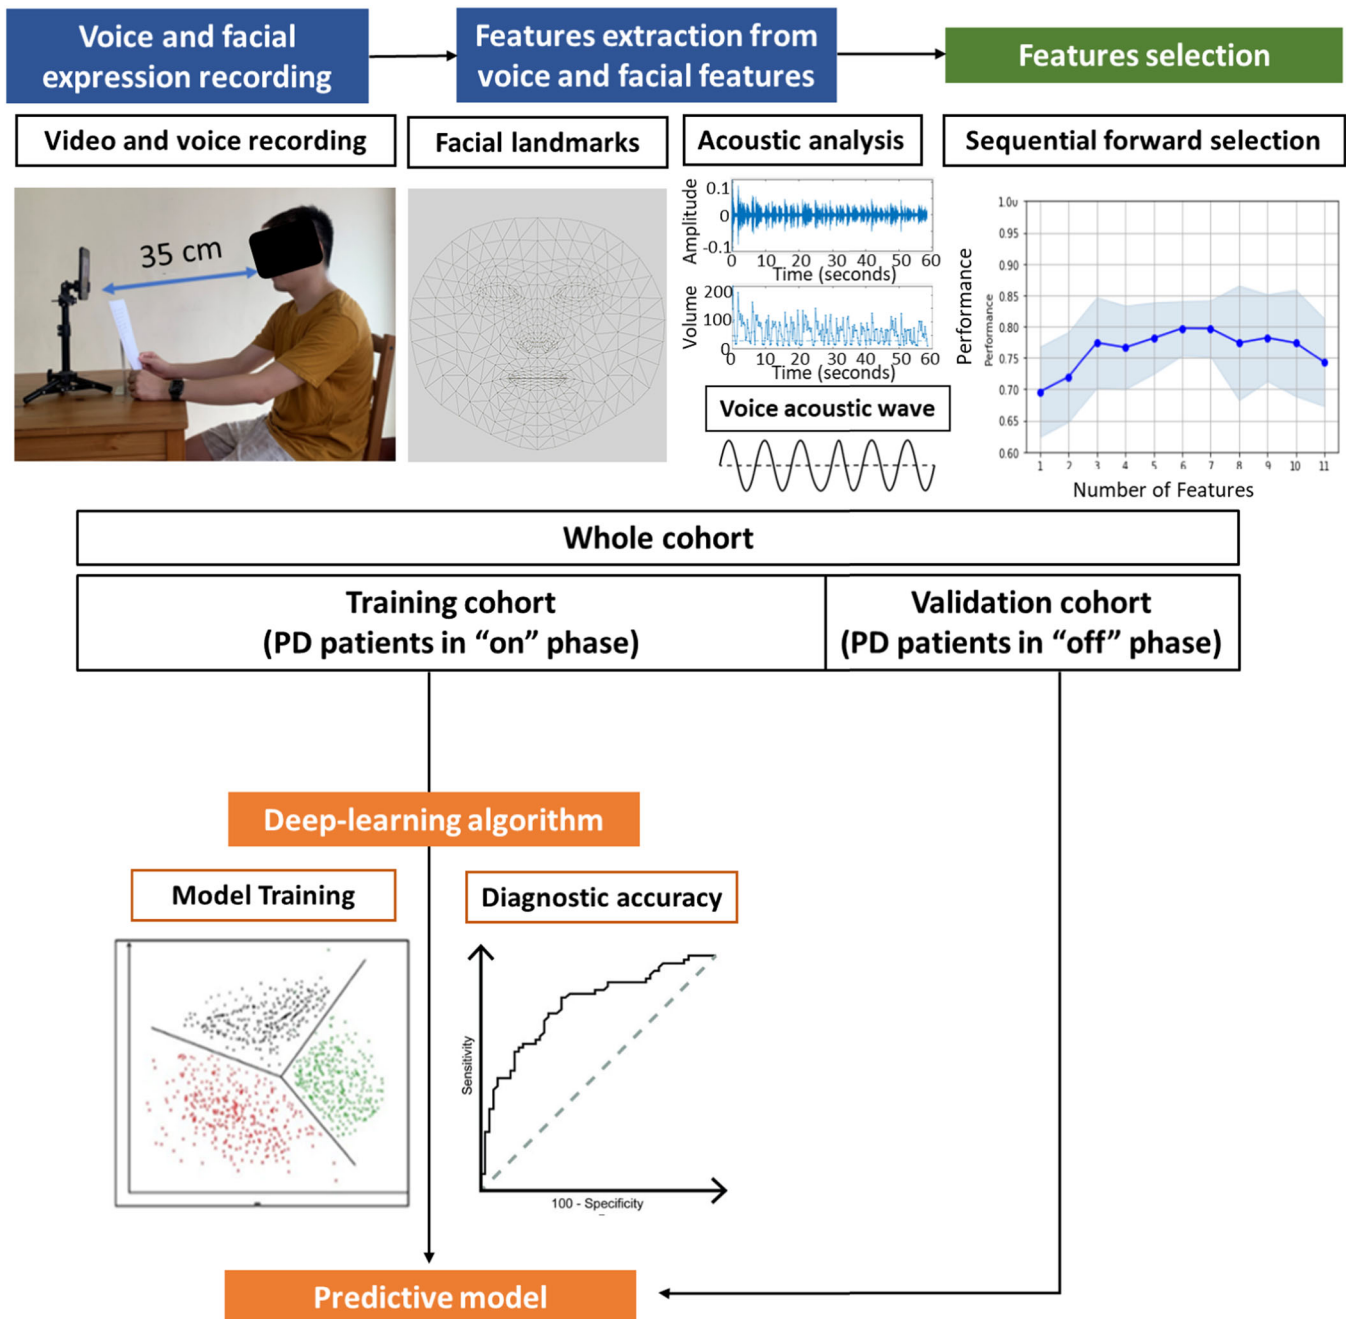 Voice and facial
expression recording
Features extraction from
voice and facial features
Features selection
Video and voice recording
Facial landmarks
Acoustic analysis
Sequential forward selection
35 cm
Amplitude
0.1
0
-0.1
0 10 20 30 40 50 60
Time (seconds)
Volume
200
100
0
0 10 20 30 40 50 60
Time (seconds)
Voice acoustic wave
Performance
Performance
1.00
0.95
0.90
0.85
0.80
0.75
0.70
0.65
0.60
1 2 3 4 5 6 7 8 9 10 11
Number of Features
Whole cohort
Training cohort
(PD patients in “on” phase)
Validation cohort
(PD patients in “off” phase)
Deep-learning algorithm
Model Training
Diagnostic accuracy
Sensitivity
100 - Specificity
Predictive model